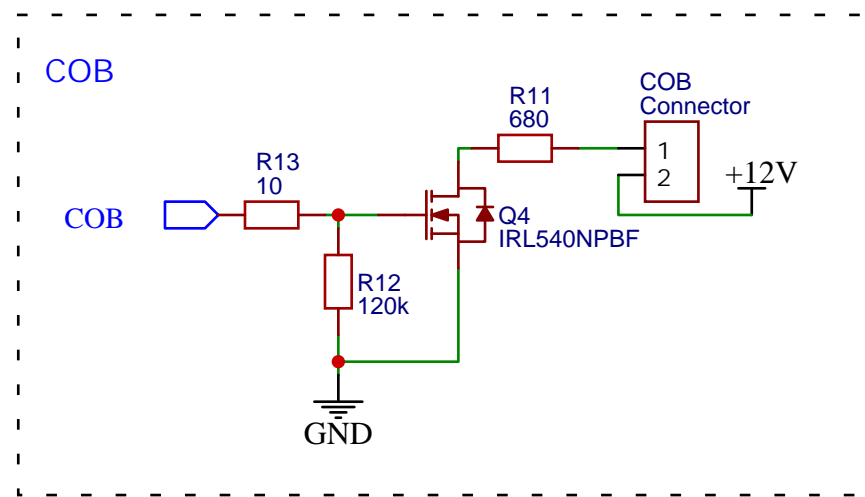 COB
COB
Connector
R11
680
1
2
+12V
R13
10
COB
Q4
IRL540NPBF
R12
120k
GND